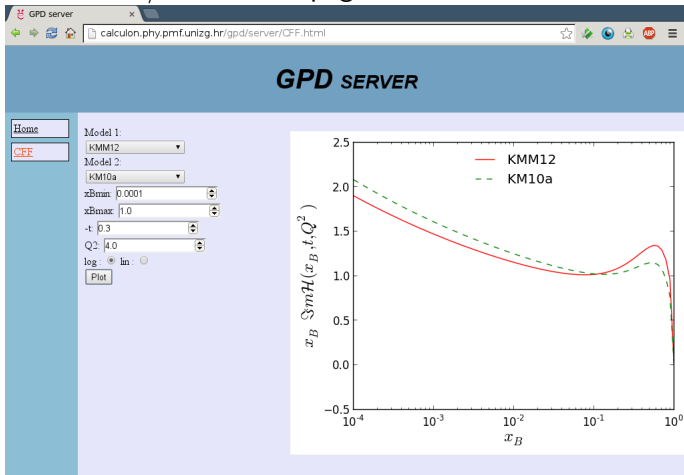 GPD server
calculon.phy.pmf.unizg.hr/gpd/server/CFF.html
ABP
GPD SERVER
Home
CFF
Model 1:
KMM12
Model 2:
KM10a
xBmin: 0.0001
xBmax: 1.0
-t: 0.3
Q2: 4.0
log : lin :
Plot
KMM12
KM10a
2.5
2.0
1.5
1.0
0.5
0.0
−0.5
10⁻⁴
10⁻³
10⁻²
10⁻¹
10⁰
x_B ℑmℋ(x_B,t,Q²)
x_B